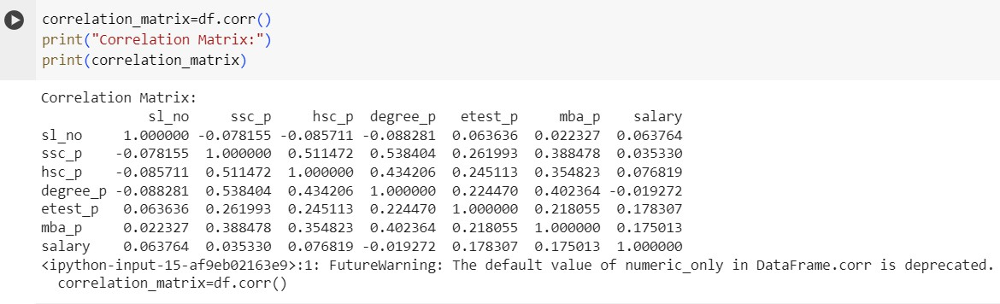 correlation_matrix=df.corr()
print("Correlation Matrix:")
print(correlation_matrix)
Correlation Matrix:
sl_no ssc_p hsc_p degree_p etest_p mba_p salary
sl_no 1.000000 -0.078155 -0.085711 -0.088281 0.063636 0.022327 0.063764
ssc_p -0.078155 1.000000 0.511472 0.538404 0.261993 0.388478 0.035330
hsc_p -0.085711 0.511472 1.000000 0.434206 0.245113 0.354823 0.076819
degree_p -0.088281 0.538404 0.434206 1.000000 0.224470 0.402364 -0.019272
etest_p 0.063636 0.261993 0.245113 0.224470 1.000000 0.218055 0.178307
mba_p 0.022327 0.388478 0.354823 0.402364 0.218055 1.000000 0.175013
salary 0.063764 0.035330 0.076819 -0.019272 0.178307 0.175013 1.000000
<ipython-input-15-af9eb02163e9>:1: FutureWarning: The default value of numeric_only in DataFrame.corr is deprecated.
correlation_matrix=df.corr()